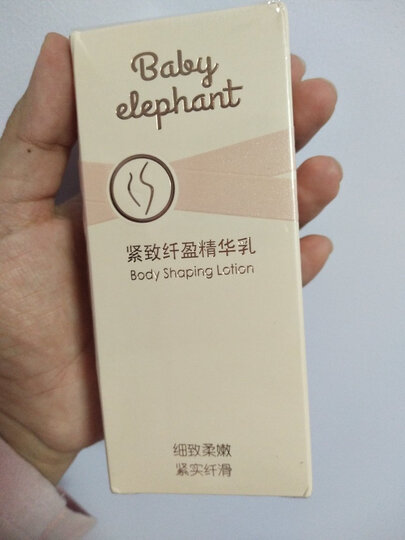 Baby
elephant
紧致纤盈精华乳
Body Shaping Lotion
细致柔嫩
紧实纤滑